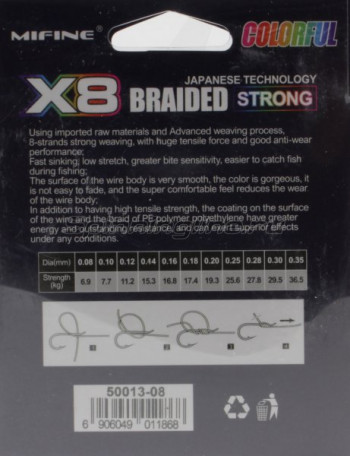 MIFINE COLORFUL
JAPANESE TECHNOLOGY
X8 BRAIDED STRONG
Using imported raw materials and Advanced weaving process,
8-strands strong weaving, with huge tensile force and good anti-wear
performance;
Fast sinking; low stretch, greater bite sensitivity, easier to catch fish
during fishing;
The surface of the wire body is very smooth, the color is gorgeous, it
is not easy to fade, and the super comfortable feel reduces the wear
of the wire body;
In addition to having high tensile strength, the coating on the surface
of the wire and the braid of PE polymer polyethylene have greater
energy and outstanding resistance, and can exert superior effects
under any conditions
Dia(mm) 0.08 0.10 0.12 0.44 0.16 0.18 0.20 0.25 0.28 0.30 0.35
Strength (kg) 6.9 7.7 11.2 15.3 16.8 17.4 19.3 25.6 27.8 29.5 36.5
1 2 3 4
50013-08
6 906049 011868